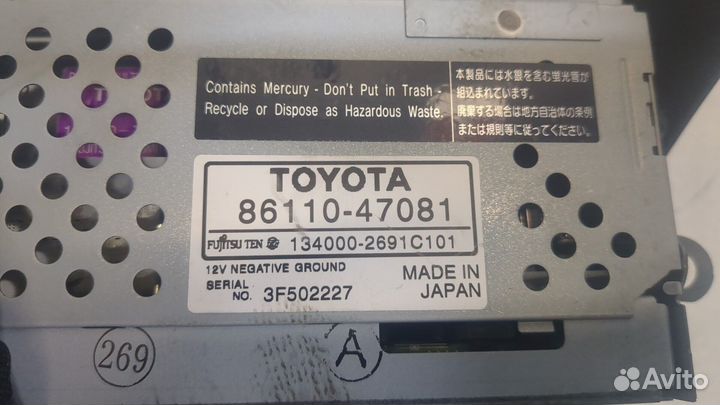 Contains Mercury - Don't Put in Trash -
Recycle or Dispose as Hazardous Waste.
本製品には水銀を含む蛍光管が
組込まれています。
廃棄する場合は地方自治体の条例
または規則等に従ってください。
TOYOTA
86110-47081
FUJITSU TEN 134000-2691C101
12V NEGATIVE GROUND
SERIAL NO. 3F502227
MADE IN JAPAN
269
A
Avito